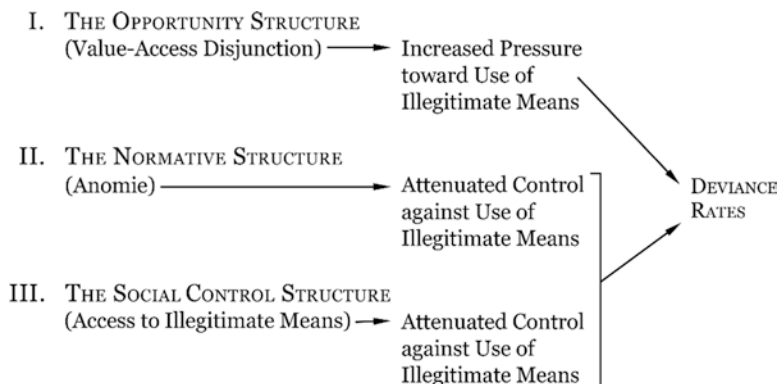 I. THE OPPORTUNITY STRUCTURE
(Value-Access Disjunction)
Increased Pressure
toward Use of
Illegitimate Means
II. THE NORMATIVE STRUCTURE
(Anomie)
Attenuated Control
against Use of
Illegitimate Means
DEVIANCE
RATES
III. THE SOCIAL CONTROL STRUCTURE
(Access to Illegitimate Means)
Attenuated Control
against Use of
Illegitimate Means